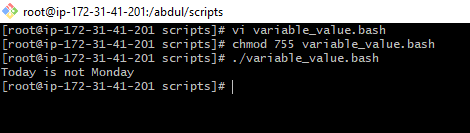 root@ip-172-31-41-201:/abdul/scripts
[root@ip-172-31-41-201 scripts]# vi variable_value.bash
[root@ip-172-31-41-201 scripts]# chmod 755 variable_value.bash
[root@ip-172-31-41-201 scripts]# ./variable_value.bash
Today is not Monday
[root@ip-172-31-41-201 scripts]#